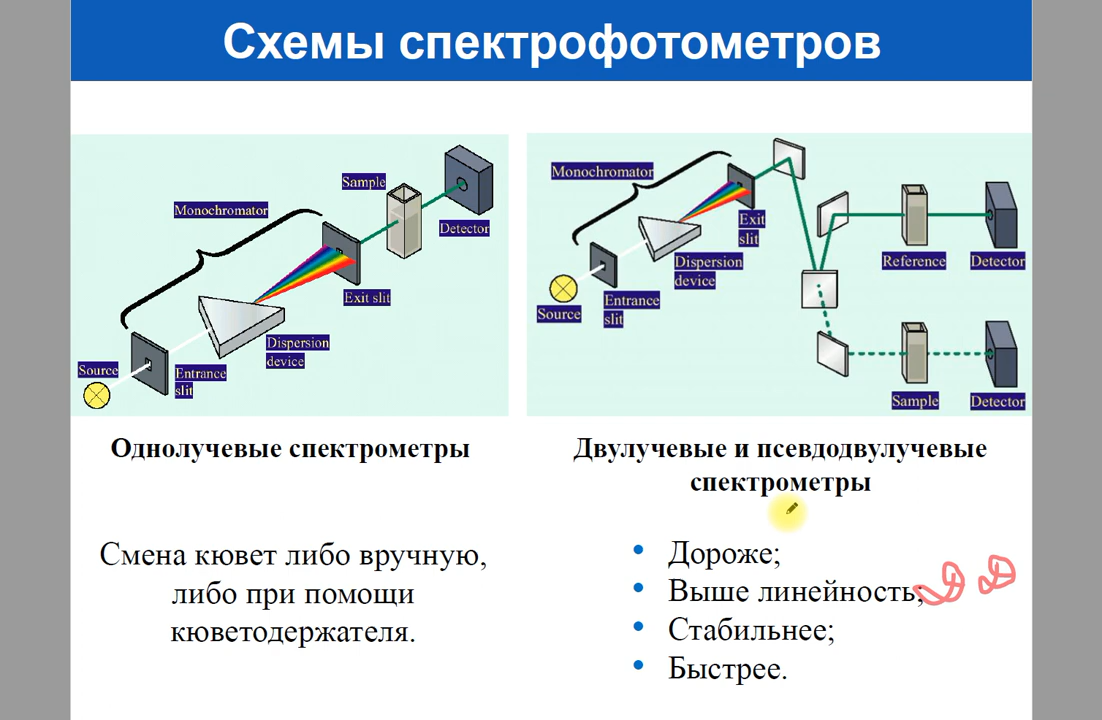 Схемы спектрофотометров
Sample
Monochromator
Detector
Exit slit
Dispersion
device
Source
Entrance
slit
Monochromator
Exit
slit
Dispersion
device
Source
Entrance
slit
Reference
Detector
Sample
Detector
Однолучевые спектрометры
Смена кювет либо вручную,
либо при помощи
кюветодержателя.
Двулучевые и псевдодвулучевые
спектрометры
• Дороже;
• Выше линейность;
• Стабильнее;
• Быстрее.